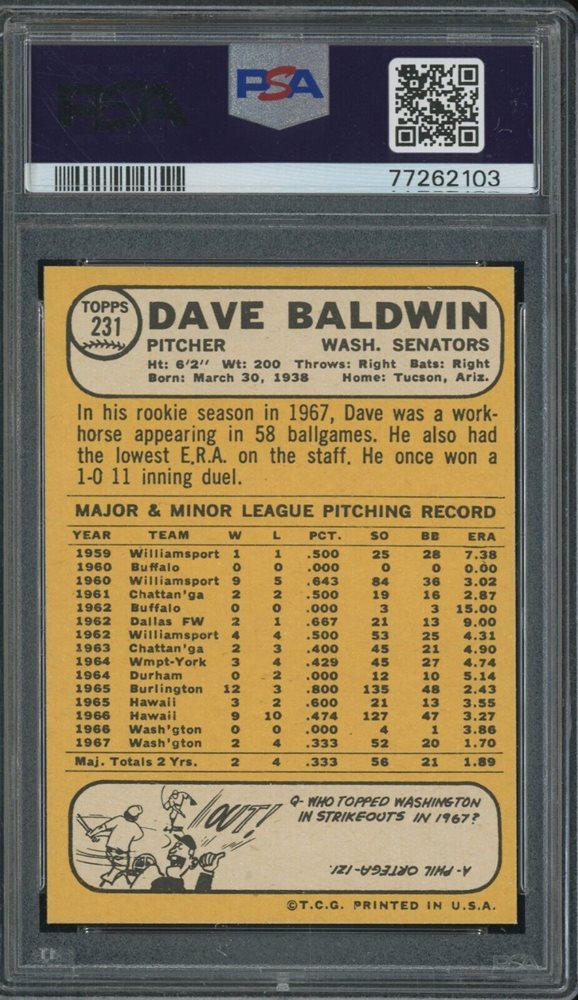 PSA
PSA
77262103
TOPPS
231
DAVE BALDWIN
PITCHER WASH. SENATORS
Ht: 6'2'' Wt: 200 Throws: Right Bats: Right
Born: March 30, 1938 Home: Tucson, Ariz.
In his rookie season in 1967, Dave was a work-
horse appearing in 58 ballgames. He also had
the lowest E.R.A. on the staff. He once won a
1-0 11 inning duel.
MAJOR & MINOR LEAGUE PITCHING RECORD
YEAR TEAM W L PCT. SO BB ERA
1959 Williamsport 1 1 .500 25 28 7.38
1960 Buffalo 0 0 .000 0 0 0.00
1960 Williamsport 9 5 .643 84 36 3.02
1961 Chattan'ga 2 2 .500 19 16 2.87
1962 Buffalo 0 0 .000 3 3 15.00
1962 Dallas FW 2 1 .667 21 13 9.00
1962 Williamsport 4 4 .500 53 25 4.31
1963 Chattan'ga 2 3 .400 45 21 4.90
1964 Wmpt-York 3 4 .429 45 27 4.74
1964 Durham 0 2 .000 12 10 5.14
1965 Burlington 12 3 .800 135 48 2.43
1965 Hawaii 3 2 .600 21 13 3.55
1966 Hawaii 9 10 .474 127 47 3.27
1966 Wash'gton 0 0 .000 4 1 3.86
1967 Wash'gton 2 4 .333 52 20 1.70
Maj. Totals 2 Yrs. 2 4 .333 56 21 1.89
OUT!
Q- WHO TOPPED WASHINGTON
IN STRIKEOUTS IN 1967?
A- PHIL ORTEGA-121.
©T.C.G. PRINTED IN U.S.A.